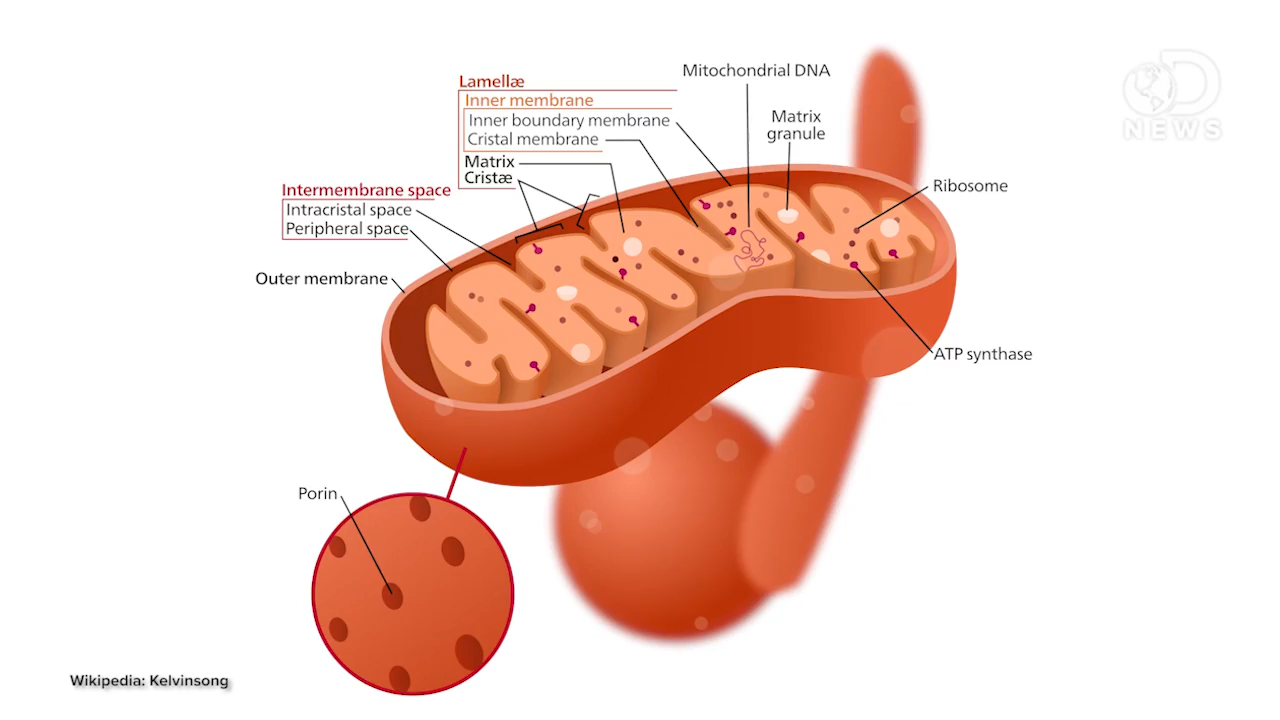 Mitochondrial DNA
Lamellæ
Inner membrane
Inner boundary membrane
Cristal membrane
Matrix
Cristæ
Matrix
granule
Intermembrane space
Intracristal space
Peripheral space
Ribosome
Outer membrane
ATP synthase
Porin
Wikipedia: Kelvinsong
D
NEWS